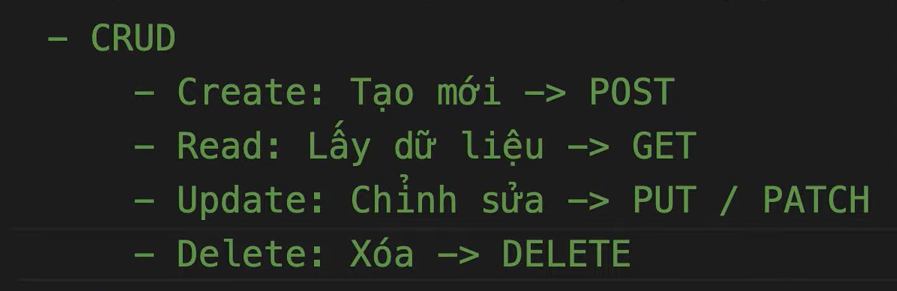 - CRUD
- Create: Tạo mới -> POST
- Read: Lấy dữ liệu -> GET
- Update: Chỉnh sửa -> PUT / PATCH
- Delete: Xóa -> DELETE